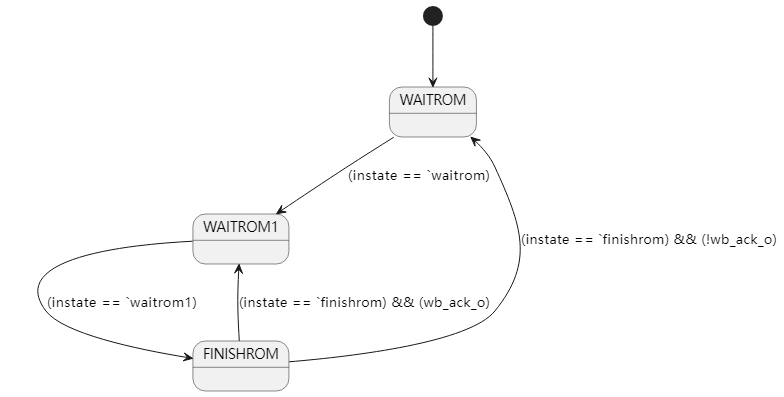 WAITROM
(instate == `waitrom)
WAITROM1
(instate == `finishrom) && (!wb_ack_o)
(instate == `waitrom1)
(instate == `finishrom) && (wb_ack_o)
FINISHROM